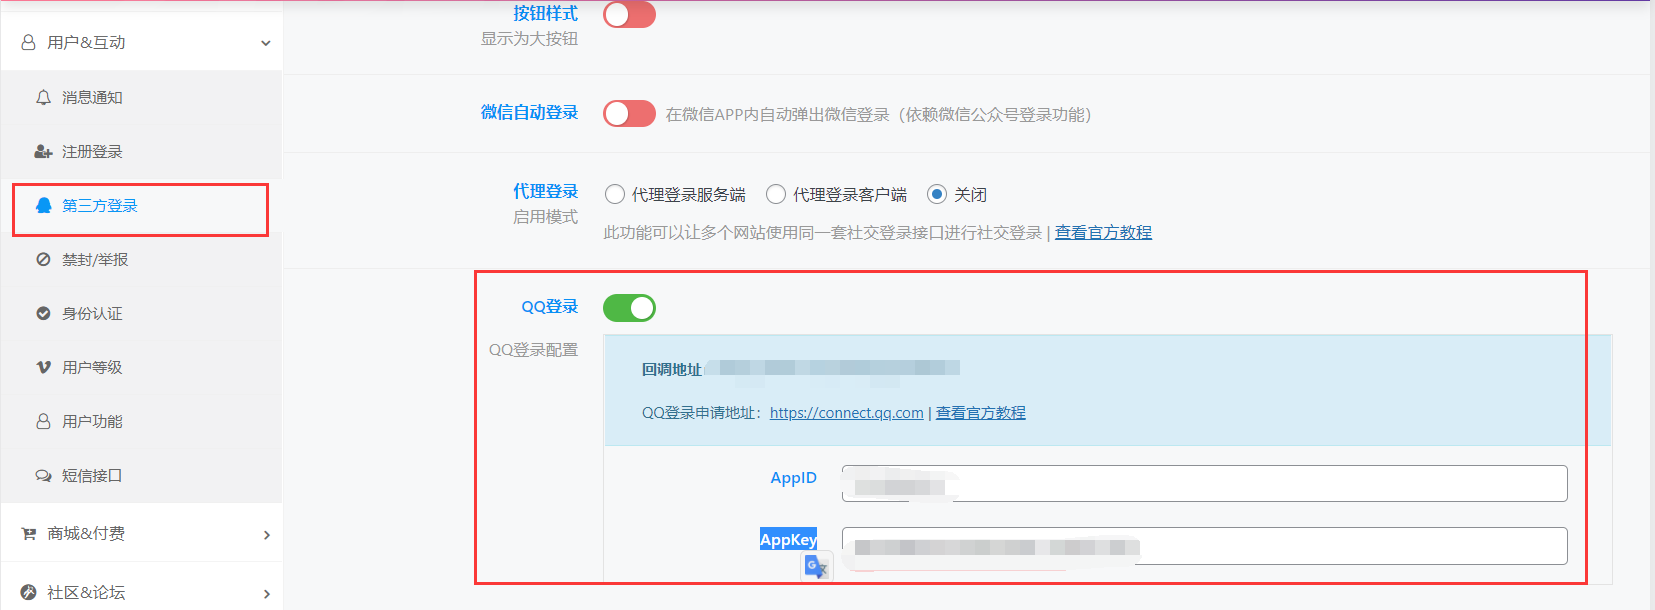 用户&互动
消息通知
注册登录
第三方登录
禁封/举报
身份认证
用户等级
用户功能
短信接口
商城&付费
社区&论坛
按钮样式
显示为大按钮
微信自动登录
在微信APP内自动弹出微信登录（依赖微信公众号登录功能）
代理登录
启用模式
代理登录服务端 代理登录客户端 关闭
此功能可以让多个网站使用同一套社交登录接口进行社交登录 | 查看官方教程
QQ登录
QQ登录配置
回调地址
QQ登录申请地址：https://connect.qq.com | 查看官方教程
AppID
AppKey